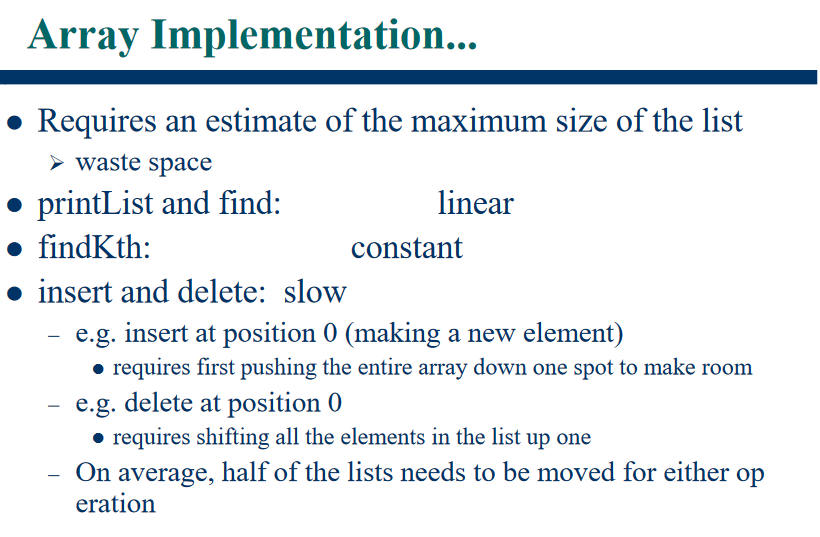 Array Implementation...
● Requires an estimate of the maximum size of the list
➢ waste space
● printList and find: linear
● findKth: constant
● insert and delete: slow
– e.g. insert at position 0 (making a new element)
● requires first pushing the entire array down one spot to make room
– e.g. delete at position 0
● requires shifting all the elements in the list up one
– On average, half of the lists needs to be moved for either op
eration